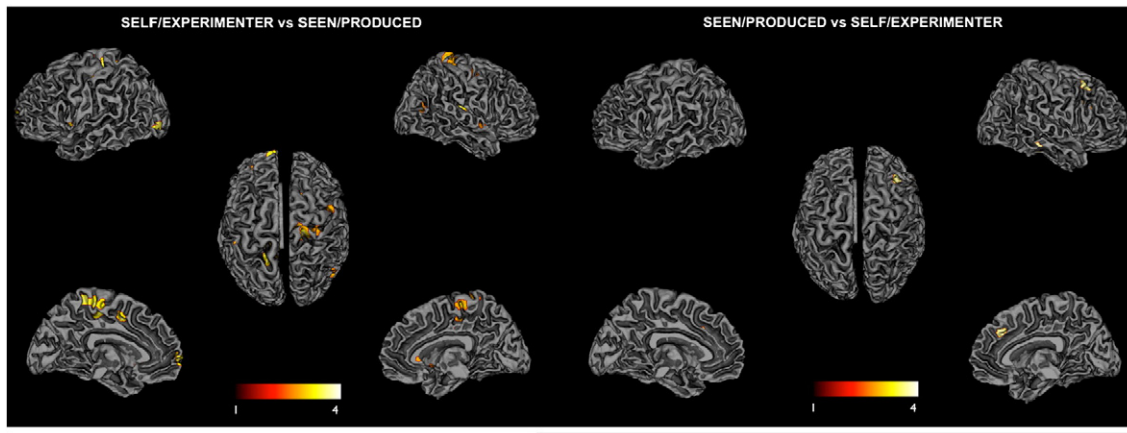 SELF/EXPERIMENTER vs SEEN/PRODUCED
SEEN/PRODUCED vs SELF/EXPERIMENTER
1 4
1 4